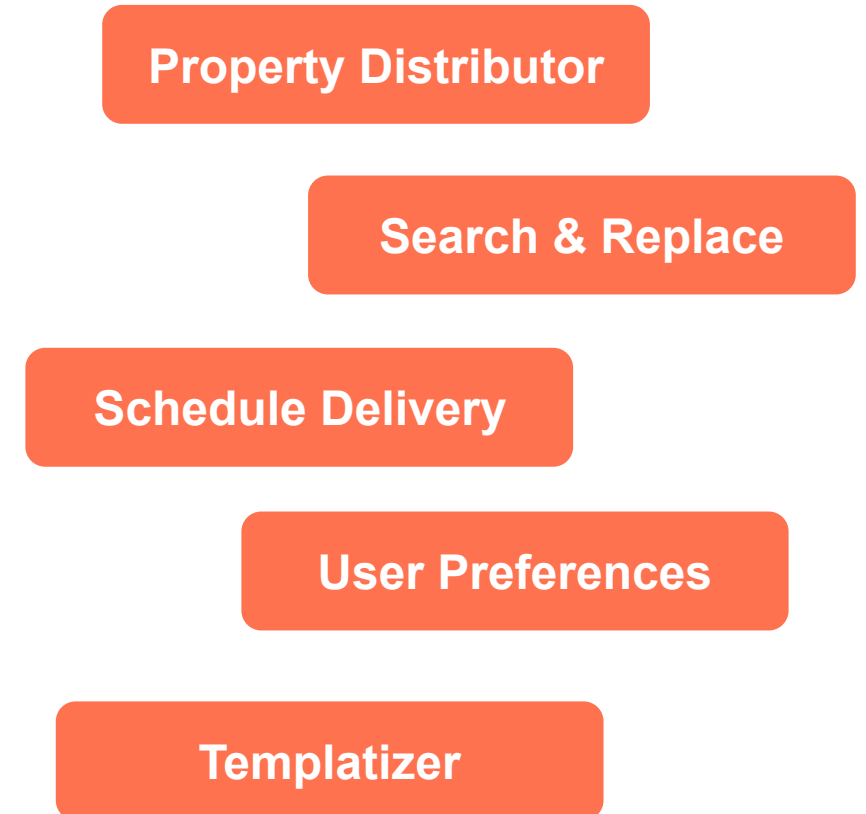 Property Distributor
Search & Replace
Schedule Delivery
User Preferences
Templatizer